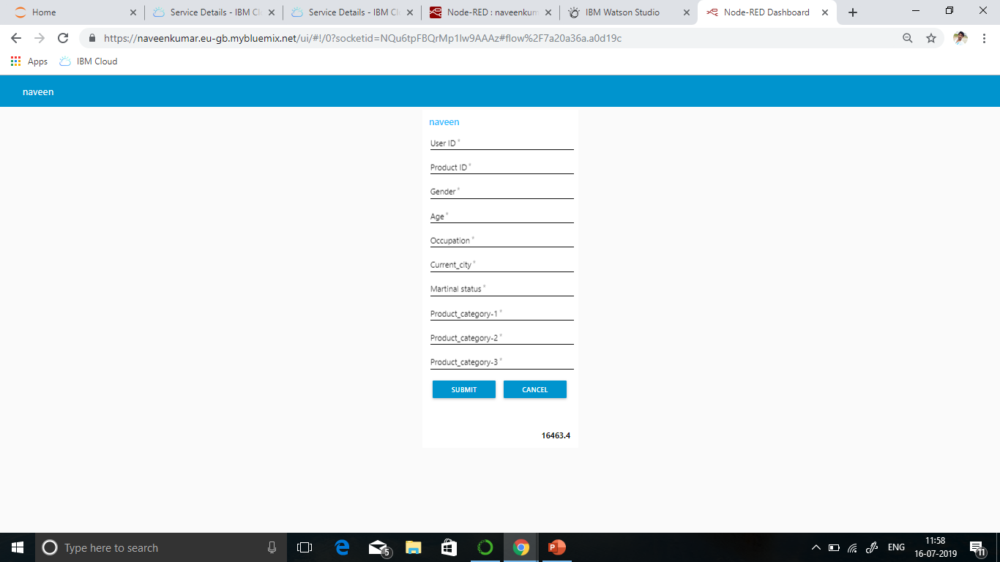 Home
Service Details - IBM Cl
Service Details - IBM Cl
Node-RED : naveenkum
IBM Watson Studio
Node-RED Dashboard
https://naveenkumar.eu-gb.mybluemix.net/ui/#!/0?socketid=NQu6tpFBQrMp1lw9AAAz#flow%2F7a20a36a.a0d19c
Apps
IBM Cloud
naveen
naveen
User ID *
Product ID *
Gender *
Age *
Occupation *
Current_city *
Martinal status *
Product_category-1 *
Product_category-2 *
Product_category-3 *
SUBMIT
CANCEL
16463.4
Type here to search
5
ENG
11:58
16-07-2019
11